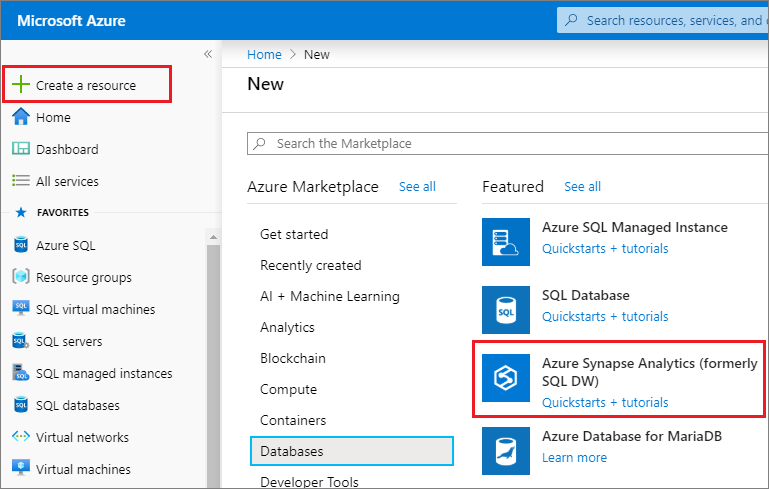 Microsoft Azure
Search resources, services, and
Create a resource
Home
Dashboard
All services
FAVORITES
Azure SQL
Resource groups
SQL virtual machines
SQL servers
SQL managed instances
SQL databases
Virtual networks
Virtual machines
Home > New
New
Search the Marketplace
Azure Marketplace See all
Get started
Recently created
AI + Machine Learning
Analytics
Blockchain
Compute
Containers
Databases
Developer Tools
Featured See all
Azure SQL Managed Instance
Quickstarts + tutorials
SQL Database
Quickstarts + tutorials
Azure Synapse Analytics (formerly
SQL DW)
Quickstarts + tutorials
Azure Database for MariaDB
Learn more